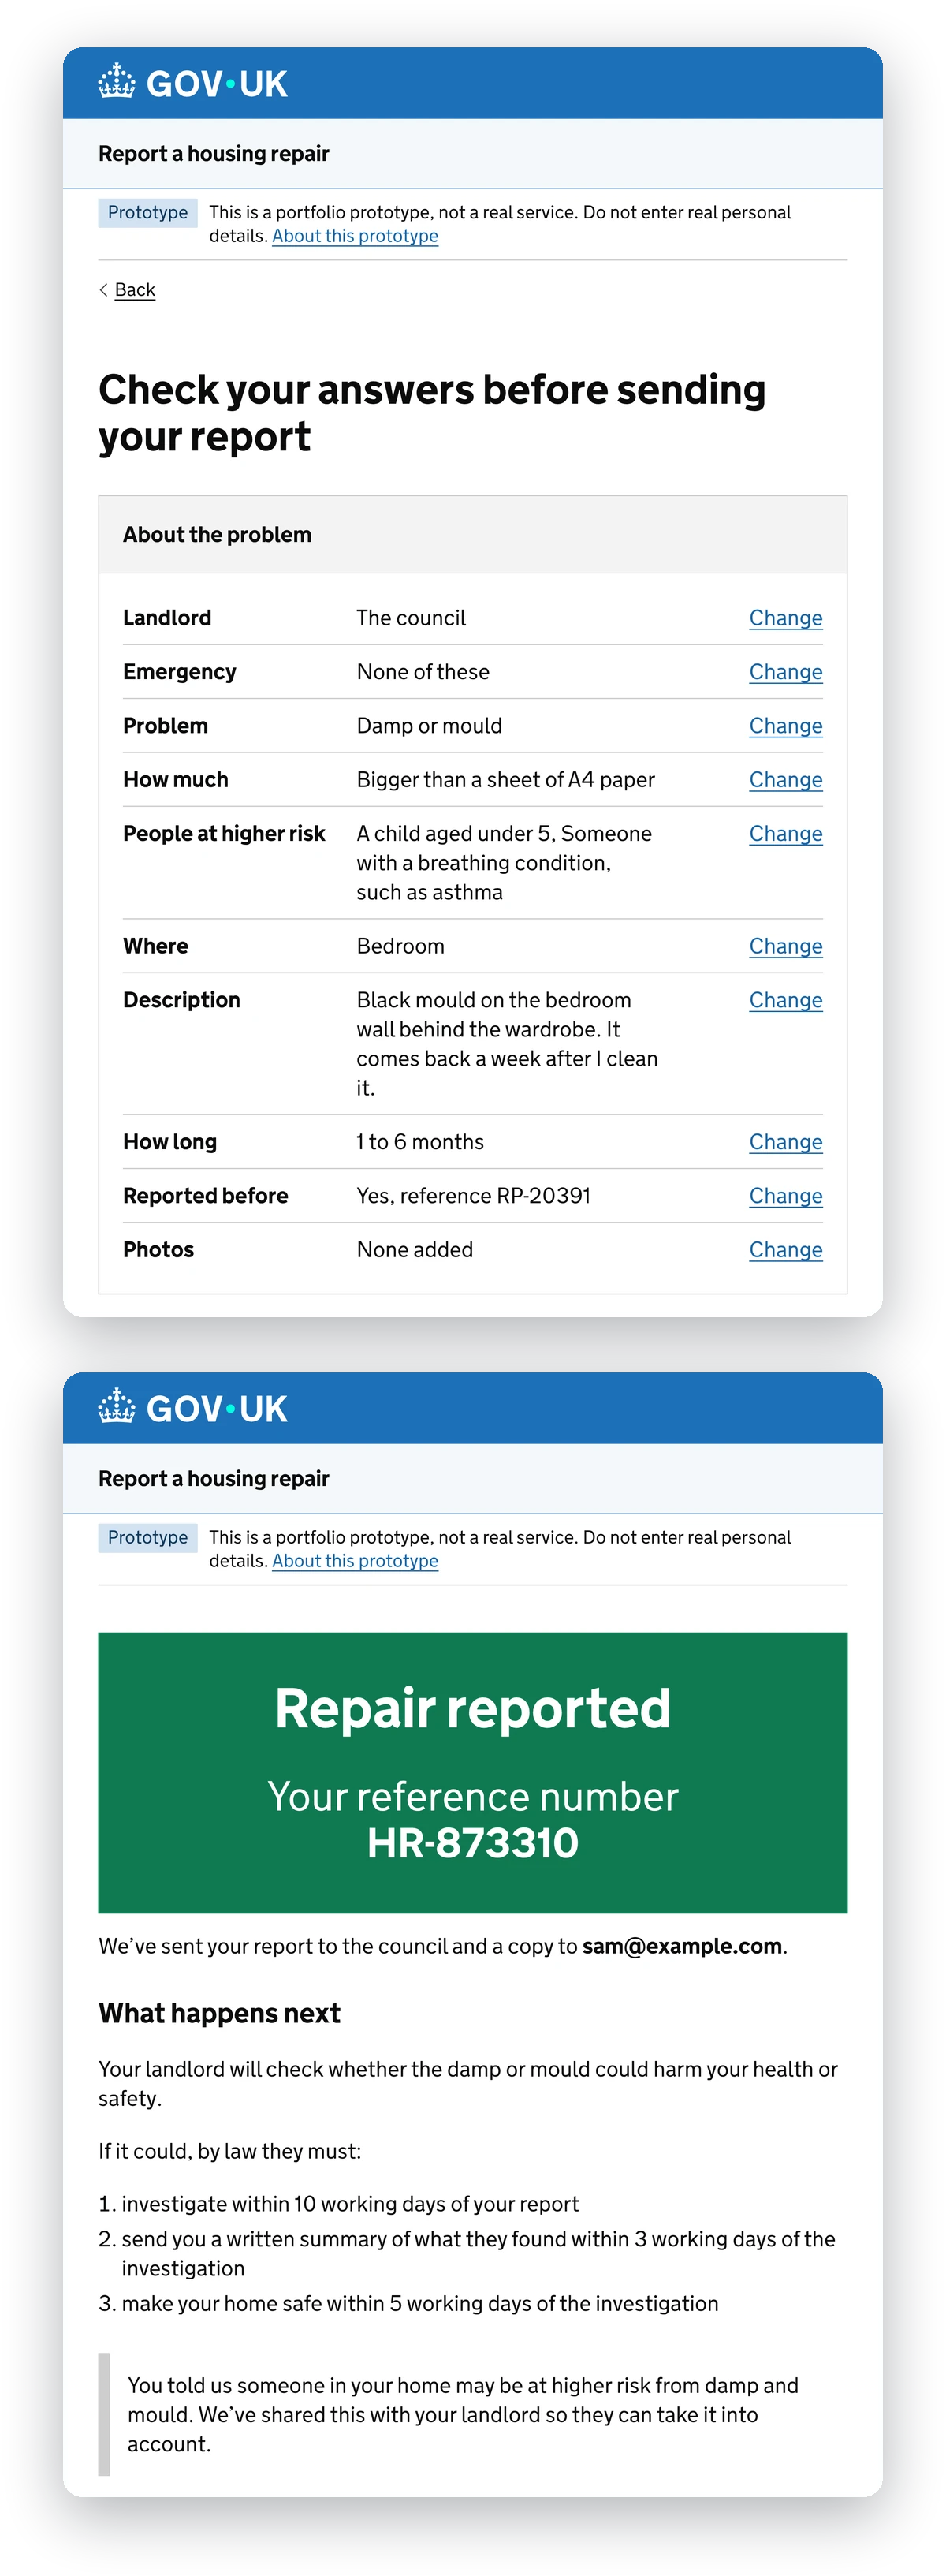 GOV·UK
Report a housing repair
Prototype
This is a portfolio prototype, not a real service. Do not enter real personal
details. About this prototype
Back
Check your answers before sending
your report
About the problem
Landlord The council Change
Emergency None of these Change
Problem Damp or mould Change
How much Bigger than a sheet of A4 paper Change
People at higher risk A child aged under 5, Someone Change
with a breathing condition,
such as asthma
Where Bedroom Change
Description Black mould on the bedroom Change
wall behind the wardrobe. It
comes back a week after I clean
it.
How long 1 to 6 months Change
Reported before Yes, reference RP-20391 Change
Photos None added Change
GOV·UK
Report a housing repair
Prototype
This is a portfolio prototype, not a real service. Do not enter real personal
details. About this prototype
Repair reported
Your reference number
HR-873310
We’ve sent your report to the council and a copy to sam@example.com.
What happens next
Your landlord will check whether the damp or mould could harm your health or
safety.
If it could, by law they must:
1. investigate within 10 working days of your report
2. send you a written summary of what they found within 3 working days of the
investigation
3. make your home safe within 5 working days of the investigation
You told us someone in your home may be at higher risk from damp and
mould. We’ve shared this with your landlord so they can take it into
account.